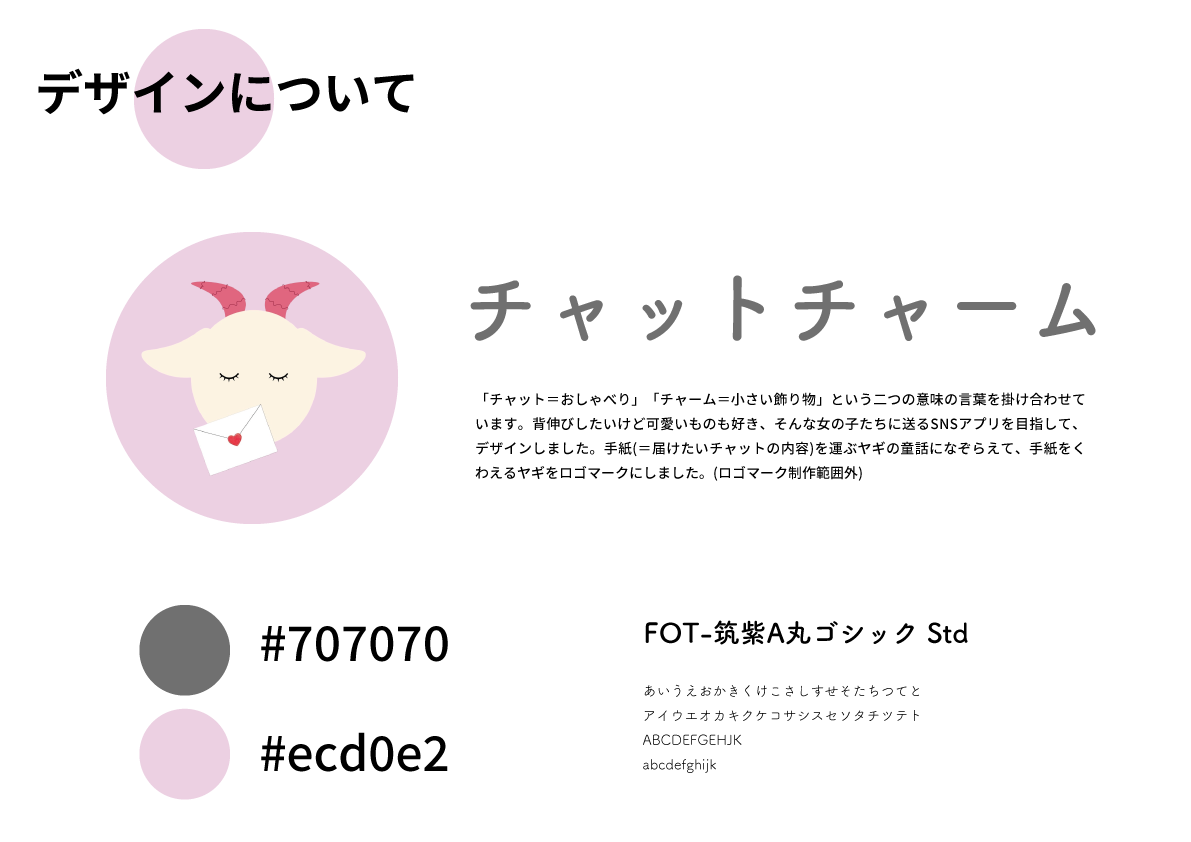 デザインについて
チャットチャーム
「チャット＝おしゃべり」「チャーム＝小さい飾り物」という二つの意味の言葉を掛け合わせて
います。背伸びしたいけど可愛いものも好き、そんな女の子たちに送るSNSアプリを目指して、
デザインしました。手紙(＝届けたいチャットの内容)を運ぶヤギの童話になぞらえて、手紙をく
わえるヤギをロゴマークにしました。(ロゴマーク制作範囲外)
#707070
#ecd0e2
FOT-筑紫A丸ゴシック Std
あいうえおかきくけこさしすせそたちつてと
アイウエオカキクケコサシスセソタチツテト
ABCDEFGEHJK
abcdefghijk